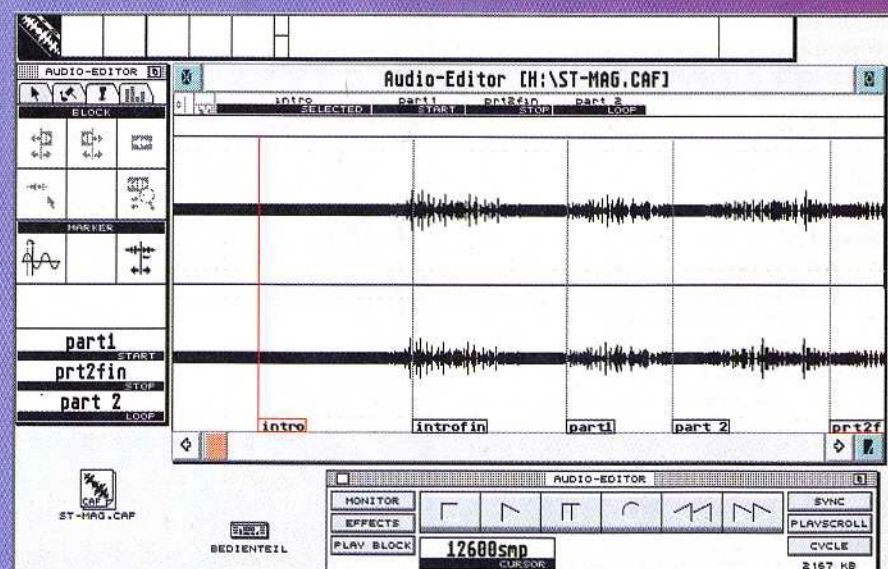 AUDIO-EDITOR
Audio-Editor [H:\ST-MAG.CAF]
intro part1 prt2fin part 2
SELECTED START STOP LOOP
BLOCK
MARKER
part1
START
prt2fin
STOP
part 2
LOOP
intro introfin part1 part 2 prt2f
CAF
ST-MAG.CAF
BEDIENTEIL
AUDIO-EDITOR
MONITOR
EFFECTS
PLAY BLOCK
12600smp
CURSOR
SYNC
PLAYSCROLL
CYCLE
2167 KB